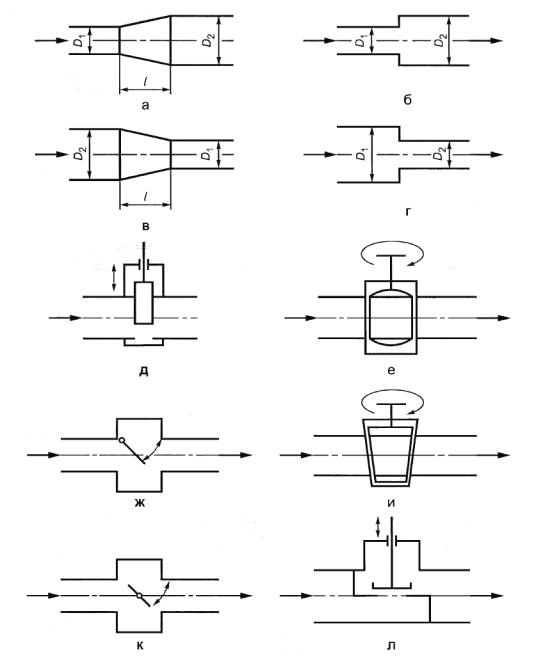 D₁ D₂ D₁ D₂
l
а б
D₂ D₁ D₁ D₂
l
в г
д е
ж и
к л